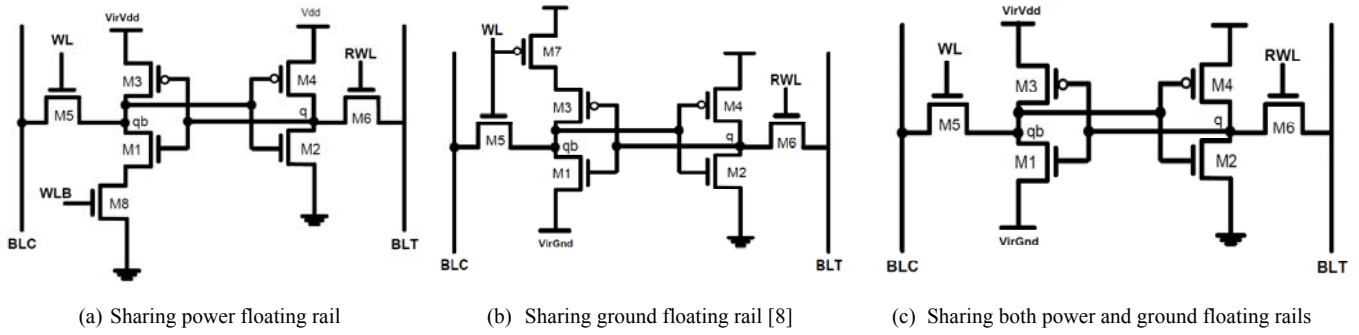 VirVdd
Vdd
WL
RWL
M3
M4
M5
qb
q
M6
M1
M2
WLB
M8
BLC
BLT
(a) Sharing power floating rail
WL
M7
RWL
M3
M4
M5
qb
q
M6
M1
M2
VirGnd
BLC
BLT
(b) Sharing ground floating rail [8]
VirVdd
WL
RWL
M3
M4
M5
qb
q
M6
M1
M2
VirGnd
BLC
BLT
(c) Sharing both power and ground floating rails